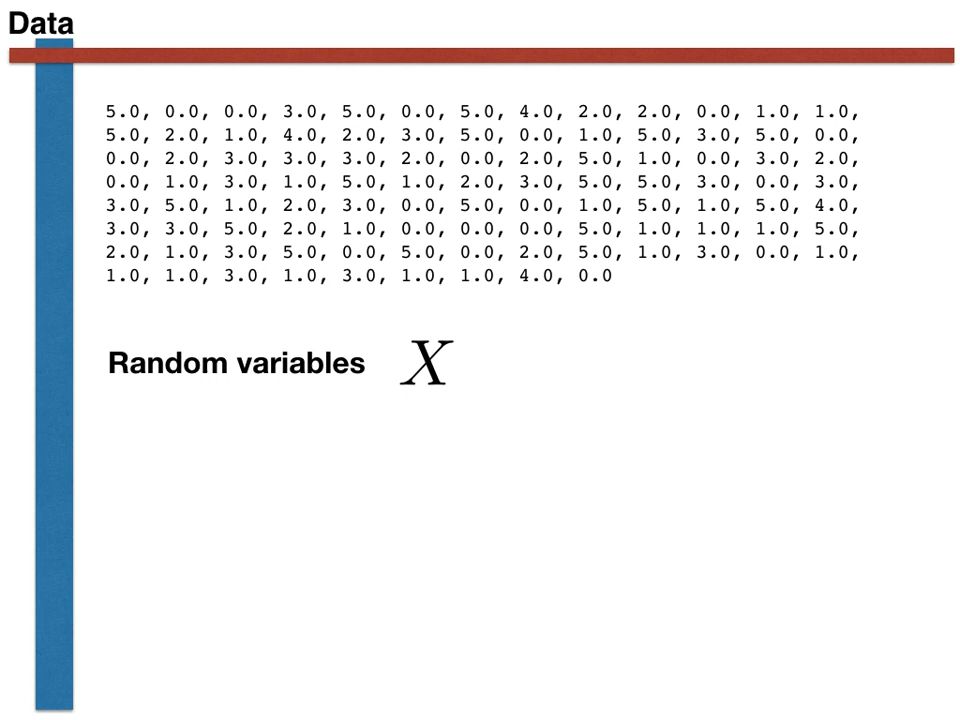 Data
5.0, 0.0, 0.0, 3.0, 5.0, 0.0, 5.0, 4.0, 2.0, 2.0, 0.0, 1.0, 1.0,
5.0, 2.0, 1.0, 4.0, 2.0, 3.0, 5.0, 0.0, 1.0, 5.0, 3.0, 5.0, 0.0,
0.0, 2.0, 3.0, 3.0, 3.0, 2.0, 0.0, 2.0, 5.0, 1.0, 0.0, 3.0, 2.0,
0.0, 1.0, 3.0, 1.0, 5.0, 1.0, 2.0, 3.0, 5.0, 5.0, 3.0, 0.0, 3.0,
3.0, 5.0, 1.0, 2.0, 3.0, 0.0, 5.0, 0.0, 1.0, 5.0, 1.0, 5.0, 4.0,
3.0, 3.0, 5.0, 2.0, 1.0, 0.0, 0.0, 0.0, 5.0, 1.0, 1.0, 1.0, 5.0,
2.0, 1.0, 3.0, 5.0, 0.0, 5.0, 0.0, 2.0, 5.0, 1.0, 3.0, 0.0, 1.0,
1.0, 1.0, 3.0, 1.0, 3.0, 1.0, 1.0, 4.0, 0.0
Random variables X